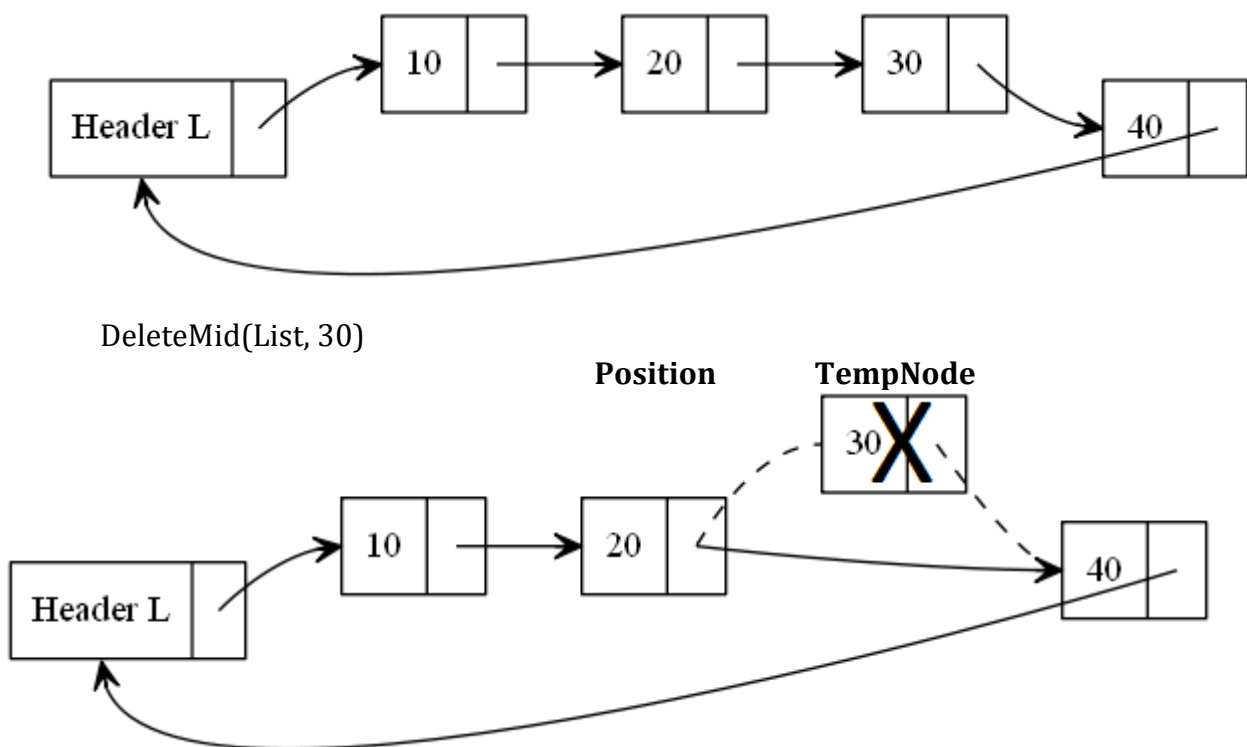 10 20 30
Header L
40
DeleteMid(List, 30)
Position TempNode
30
10 20
40
Header L